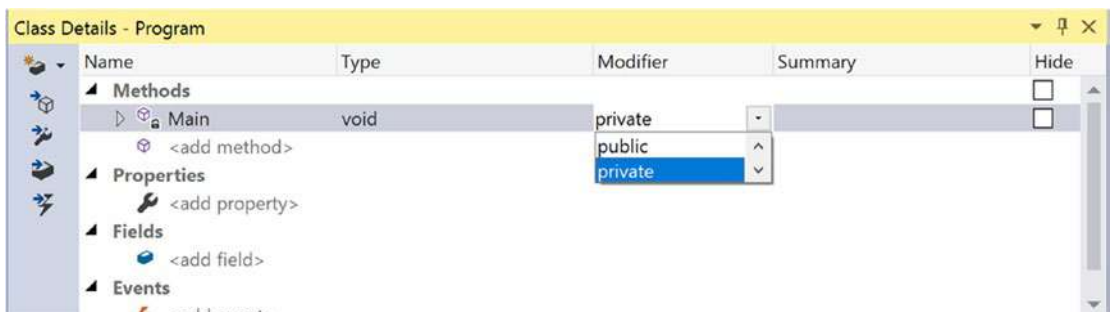 Class Details - Program
Name Type Modifier Summary Hide
Methods
Main void private
public
<add method>
private
Properties
<add property>
Fields
<add field>
Events